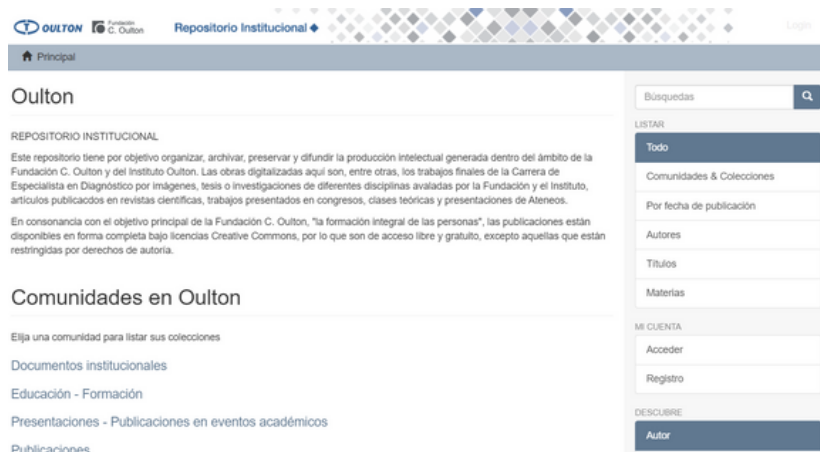 OULTON Fundación C. Oulton Repositorio Institucional Login
Principal
Oulton
REPOSITORIO INSTITUCIONAL
Este repositorio tiene por objetivo organizar, archivar, preservar y difundir la producción intelectual generada dentro del ámbito de la
Fundación C. Oulton y del Instituto Oulton. Las obras digitalizadas aquí son, entre otras, los trabajos finales de la Carrera de
Especialista en Diagnóstico por imágenes, tesis o investigaciones de diferentes disciplinas avaladas por la Fundación y el Instituto,
artículos publicacdos en revistas científicas, trabajos presentados en congresos, clases teóricas y presentaciones de Ateneos.
En consonancia con el objetivo principal de la Fundación C. Oulton, "la formación integral de las personas", las publicaciones están
disponibles en forma completa bajo licencias Creative Commons, por lo que son de acceso libre y gratuito, excepto aquellas que están
restringidas por derechos de autoría.
Comunidades en Oulton
Elija una comunidad para listar sus colecciones
Documentos institucionales
Educación - Formación
Presentaciones - Publicaciones en eventos académicos
Publicaciones
Búsquedas
LISTAR
Todo
Comunidades & Colecciones
Por fecha de publicación
Autores
Títulos
Materias
MI CUENTA
Acceder
Registro
DESCUBRE
Autor